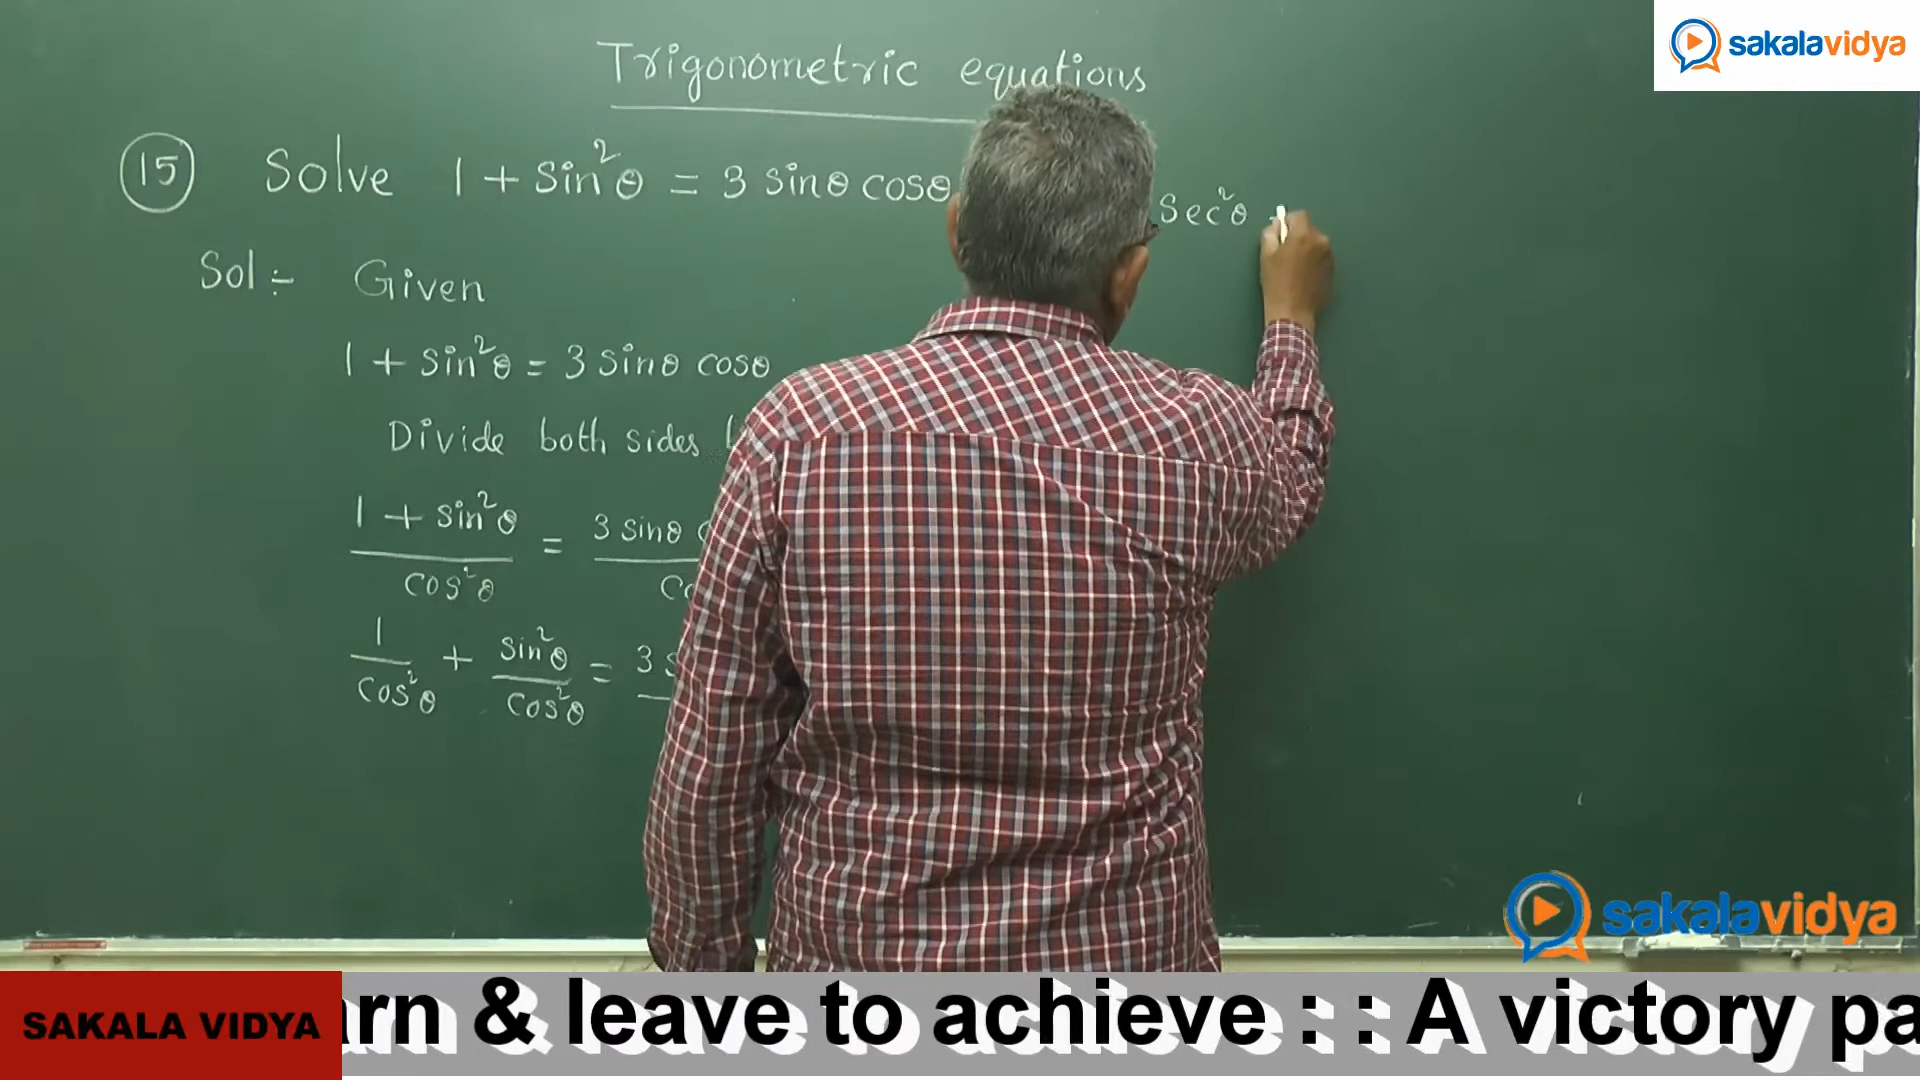 sakalavidya
Trigonometric equations
15 Solve 1 + sin²θ = 3 sinθ cosθ
sec²θ
Sol :- Given
1 + sin²θ = 3 sinθ cosθ
Divide both sides
1 + sin²θ / cos²θ = 3 sinθ
1/cos²θ + sin²θ/cos²θ = 3
sakalavidya
SAKALA VIDYA
& leave to achieve : : A victory